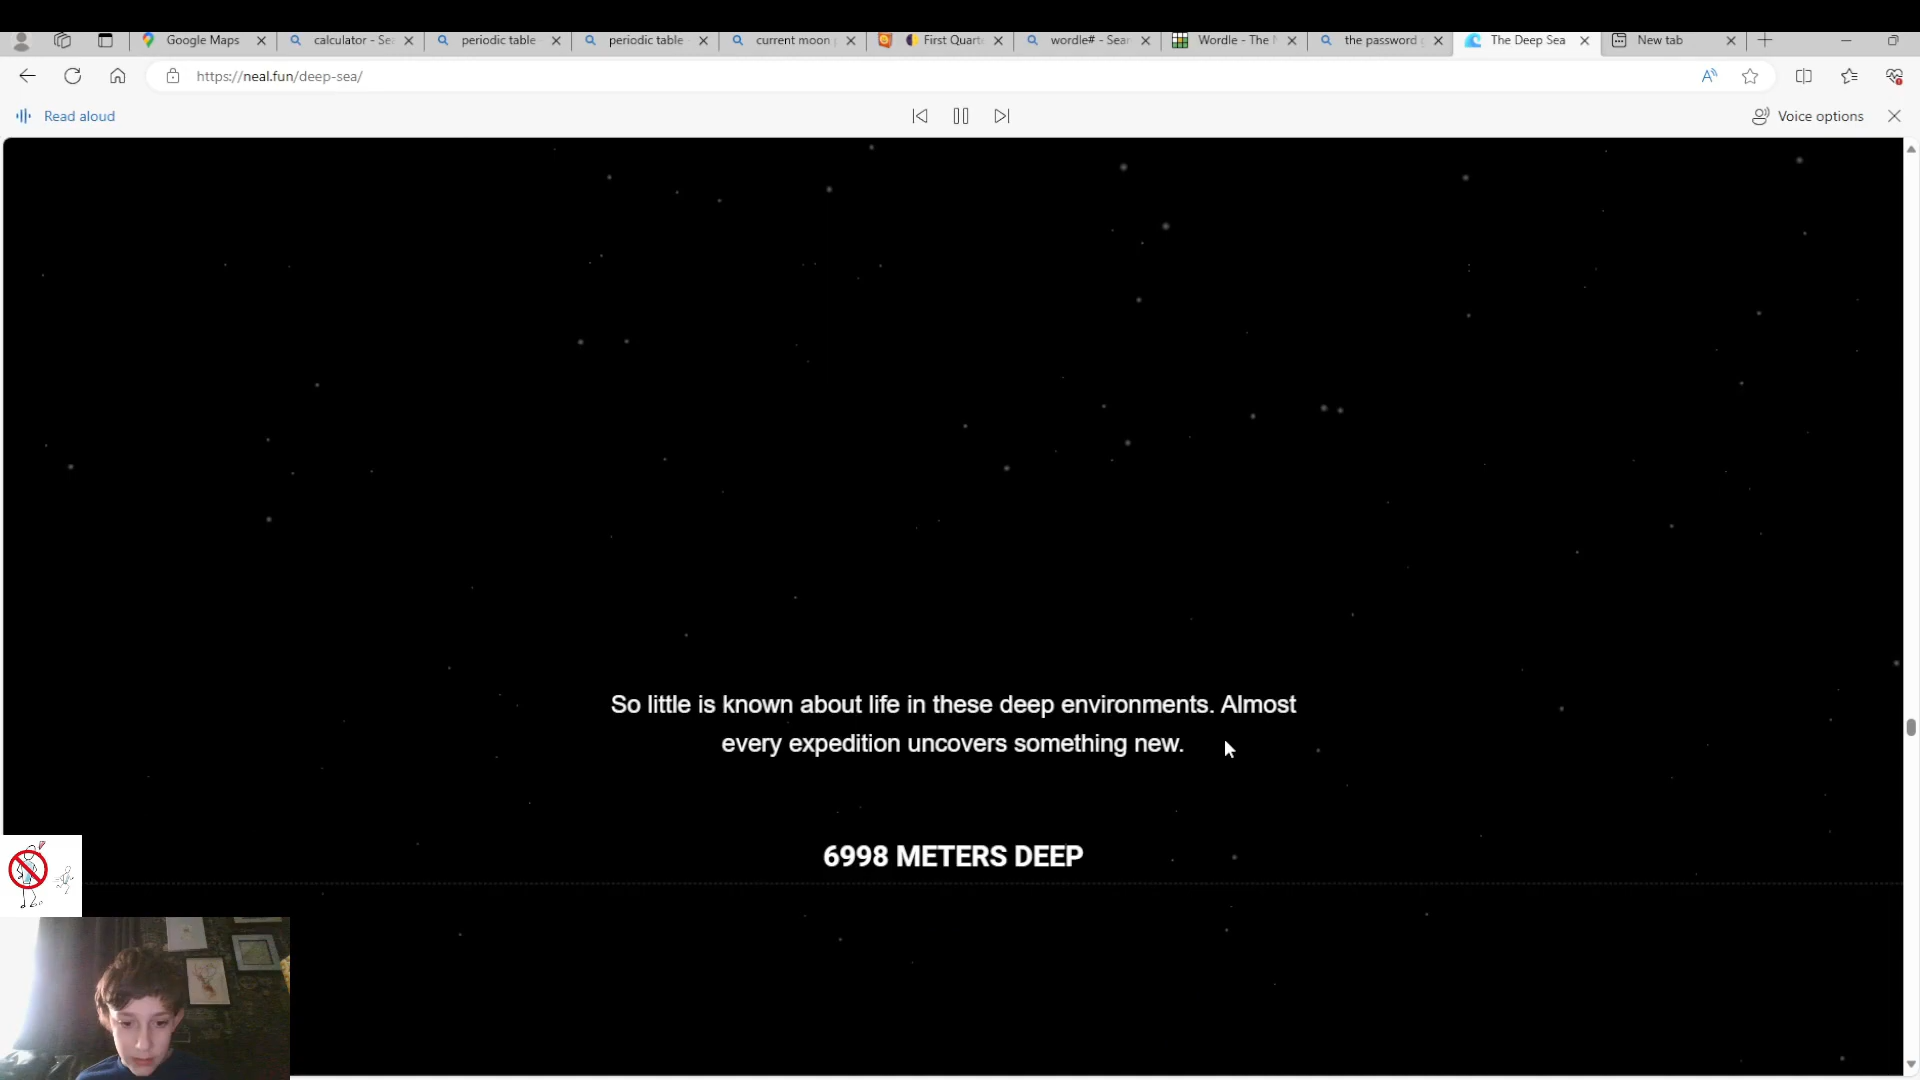 Google Maps
calculator - Se
periodic table
periodic table
current moon
First Quart
wordle# - Sear
Wordle - The
the password
The Deep Sea
New tab
https://neal.fun/deep-sea/
Read aloud
Voice options
So little is known about life in these deep environments. Almost
every expedition uncovers something new.
6998 METERS DEEP